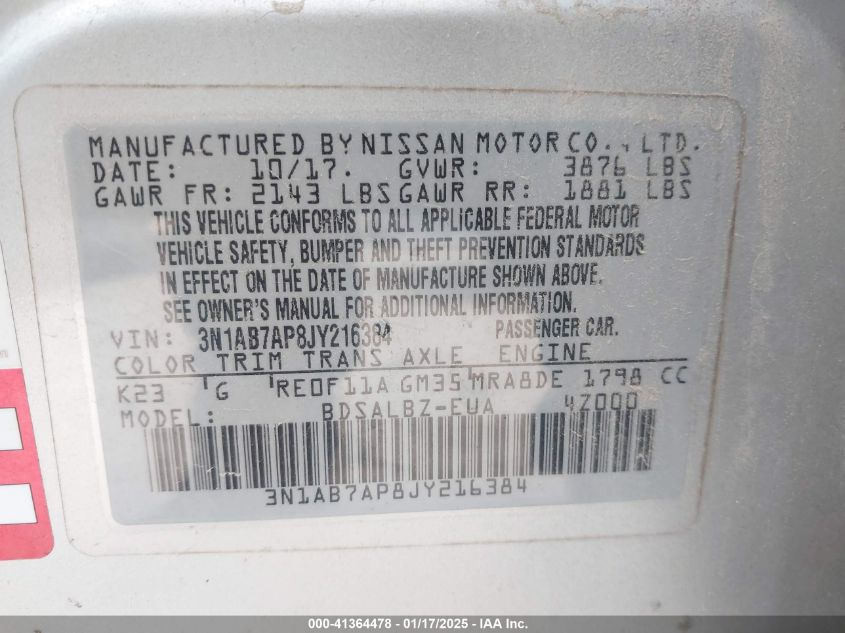 MANUFACTURED BY NISSAN MOTOR CO., LTD.
DATE: 10/17. GVWR: 3876 LBS
GAWR FR: 2143 LBS GAWR RR: 1881 LBS
THIS VEHICLE CONFORMS TO ALL APPLICABLE FEDERAL MOTOR
VEHICLE SAFETY, BUMPER AND THEFT PREVENTION STANDARDS
IN EFFECT ON THE DATE OF MANUFACTURE SHOWN ABOVE.
SEE OWNER'S MANUAL FOR ADDITIONAL INFORMATION.
VIN: 3N1AB7AP8JY216384 PASSENGER CAR.
COLOR TRIM TRANS AXLE ENGINE
K23 G RE0F11A GM35 MRA8DE 1798 CC
MODEL: BDSALBZ-EUA 4Z000
3N1AB7AP8JY216384
000-41364478 - 01/17/2025 - IAA Inc.